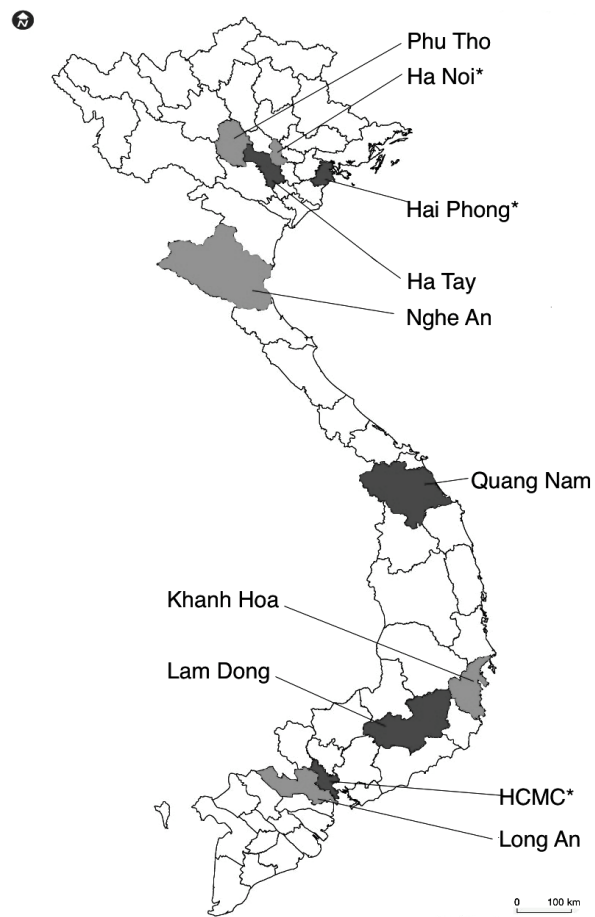 N
Phu Tho
Ha Noi*
Hai Phong*
Ha Tay
Nghe An
Quang Nam
Khanh Hoa
Lam Dong
HCMC*
Long An
0 100 km